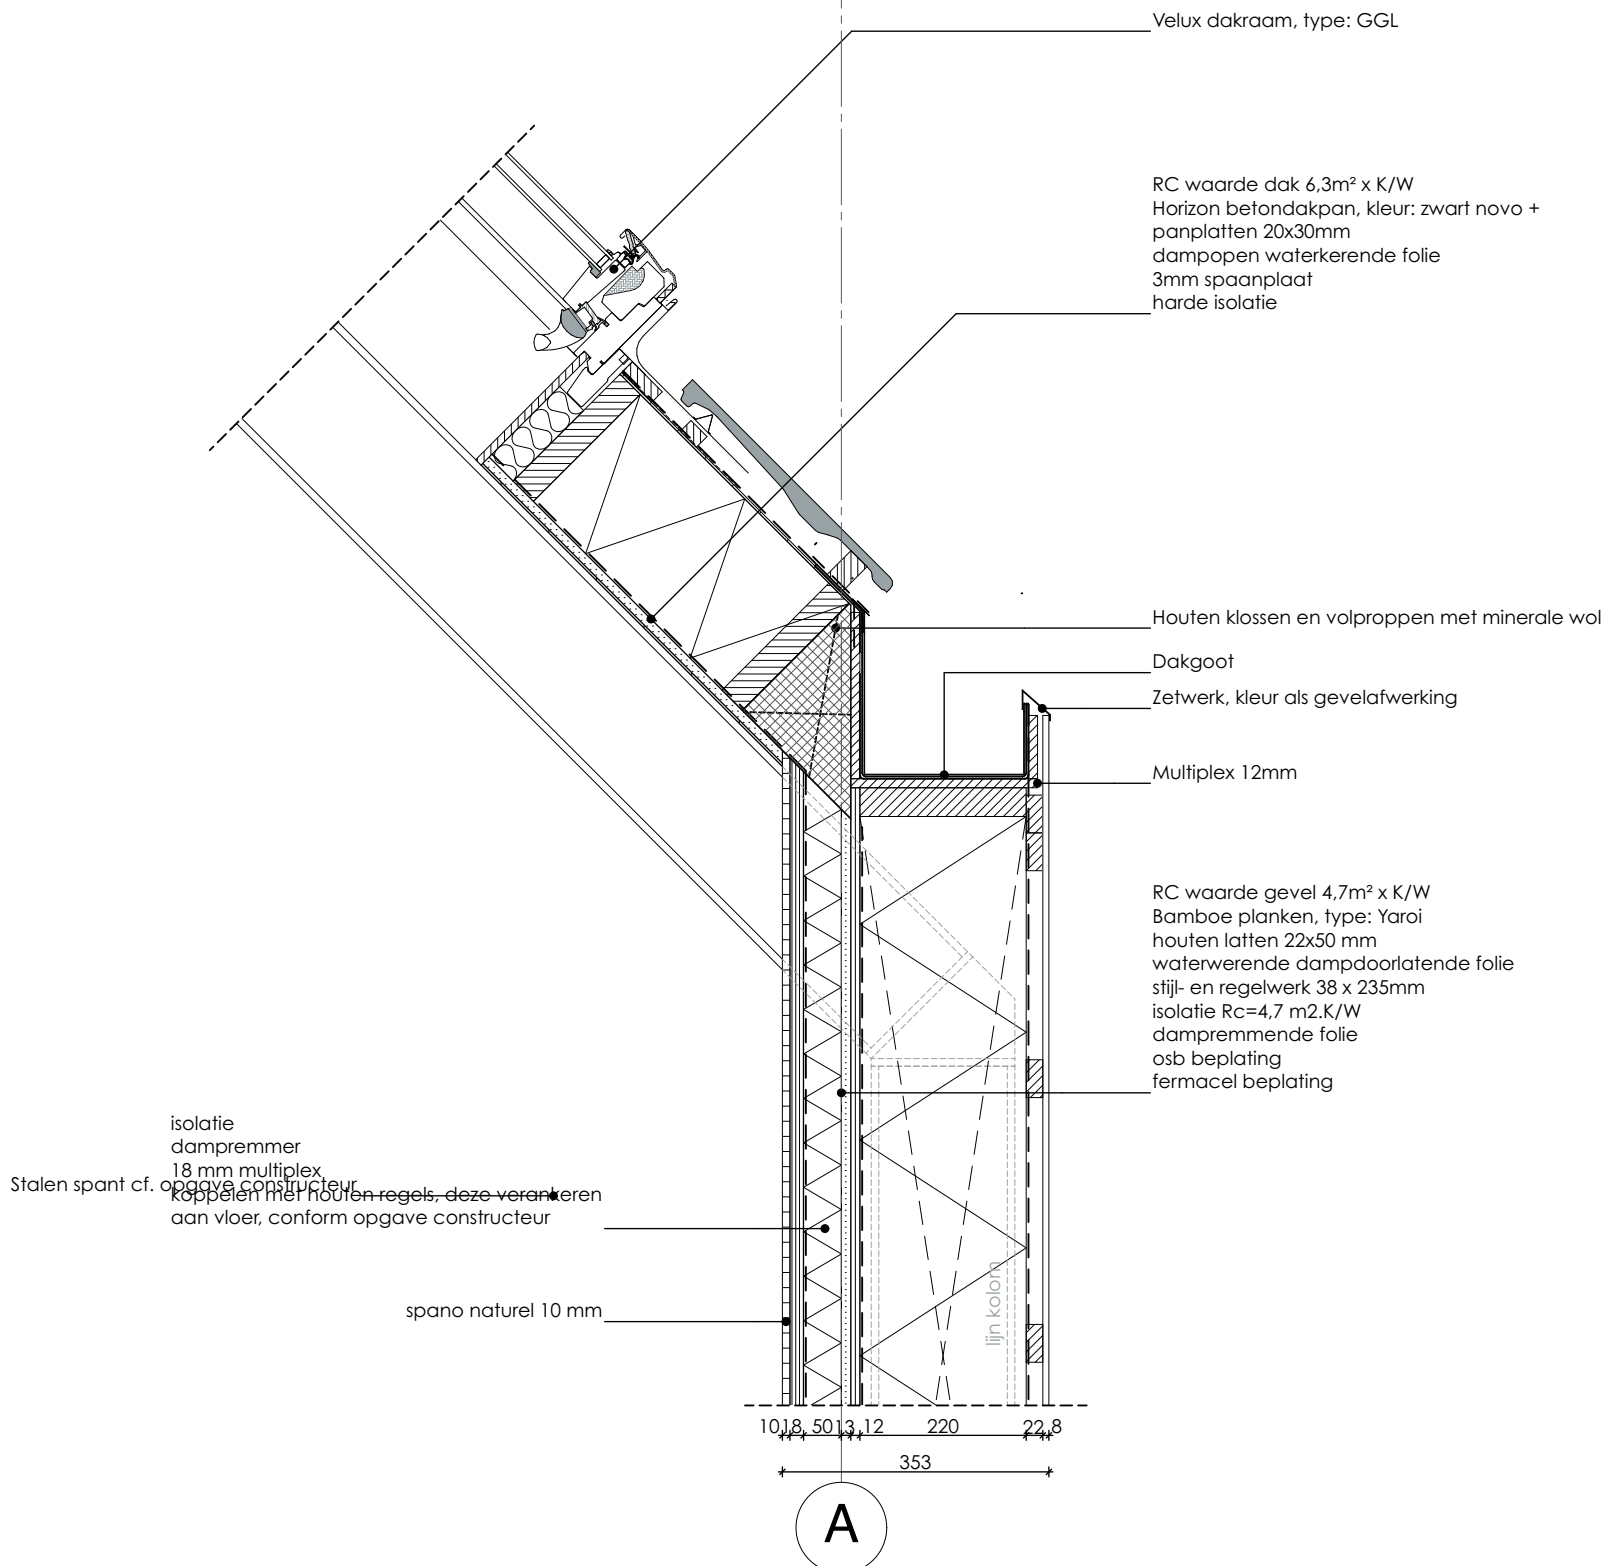 Velux dakraam, type: GGL
RC waarde dak 6,3m² x K/W
Horizon betondakpan, kleur: zwart novo +
panplatten 20x30mm
dampopen waterkerende folie
3mm spaanplaat
harde isolatie
Houten klossen en volproppen met minerale wol
Dakgoot
Zetwerk, kleur als gevelafwerking
Multiplex 12mm
RC waarde gevel 4,7m² x K/W
Bamboe planken, type: Yaroi
houten latten 22x50 mm
waterwerende dampdoorlatende folie
stijl- en regelwerk 38 x 235mm
isolatie Rc=4,7 m2.K/W
dampremmende folie
osb beplating
fermacel beplating
isolatie
dampremmer
18 mm multiplex
Stalen spant cf. opgave constructeur
koppelen met houten regels, deze verankeren
aan vloer, conform opgave constructeur
spano naturel 10 mm
lijn kolom
10 18 50 13 12 220 22 8
353
A